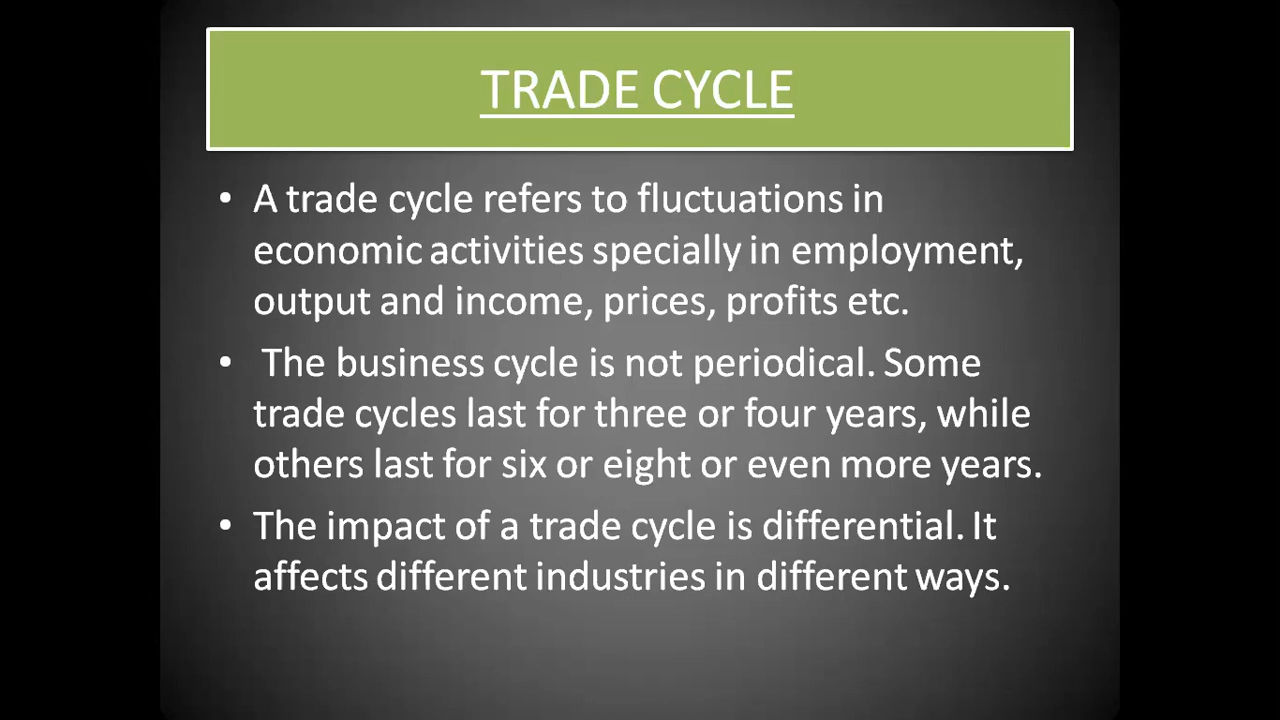 TRADE CYCLE
• A trade cycle refers to fluctuations in
economic activities specially in employment,
output and income, prices, profits etc.
• The business cycle is not periodical. Some
trade cycles last for three or four years, while
others last for six or eight or even more years.
• The impact of a trade cycle is differential. It
affects different industries in different ways.